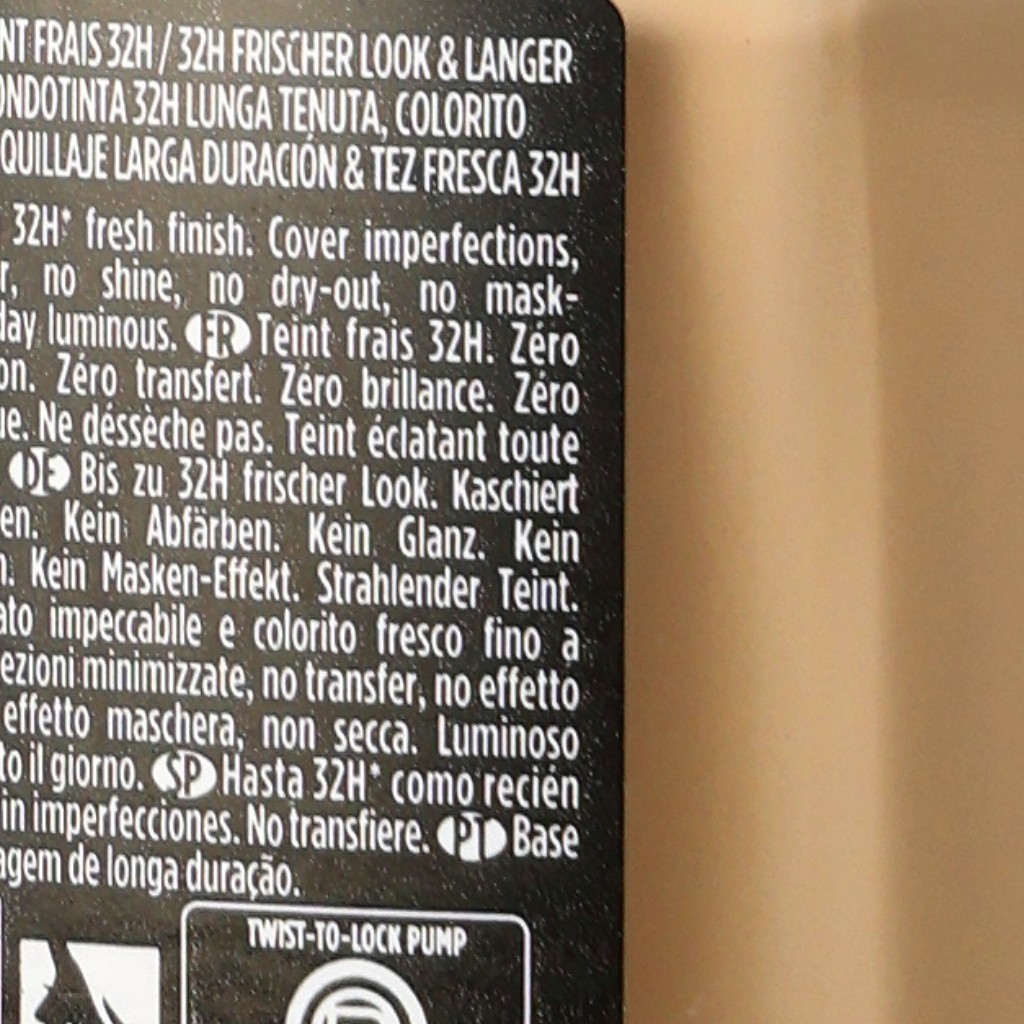 NT FRAIS 32H / 32H FRISCHER LOOK & LANGER
ONDOTINTA 32H LUNGA TENUTA, COLORITO
QUILLAJE LARGA DURACIÓN & TEZ FRESCA 32H
32H* fresh finish. Cover imperfections,
r, no shine, no dry-out, no mask-
day luminous. FR Teint frais 32H. Zéro
on. Zéro transfert. Zéro brillance. Zéro
ue. Ne déssèche pas. Teint éclatant toute
DE Bis zu 32H frischer Look. Kaschiert
en. Kein Abfärben. Kein Glanz. Kein
n. Kein Masken-Effekt. Strahlender Teint.
ato impeccabile e colorito fresco fino a
ezioni minimizzate, no transfer, no effetto
effetto maschera, non secca. Luminoso
to il giorno. SP Hasta 32H* como recién
in imperfecciones. No transfiere. PT Base
agem de longa duração.
TWIST-TO-LOCK PUMP